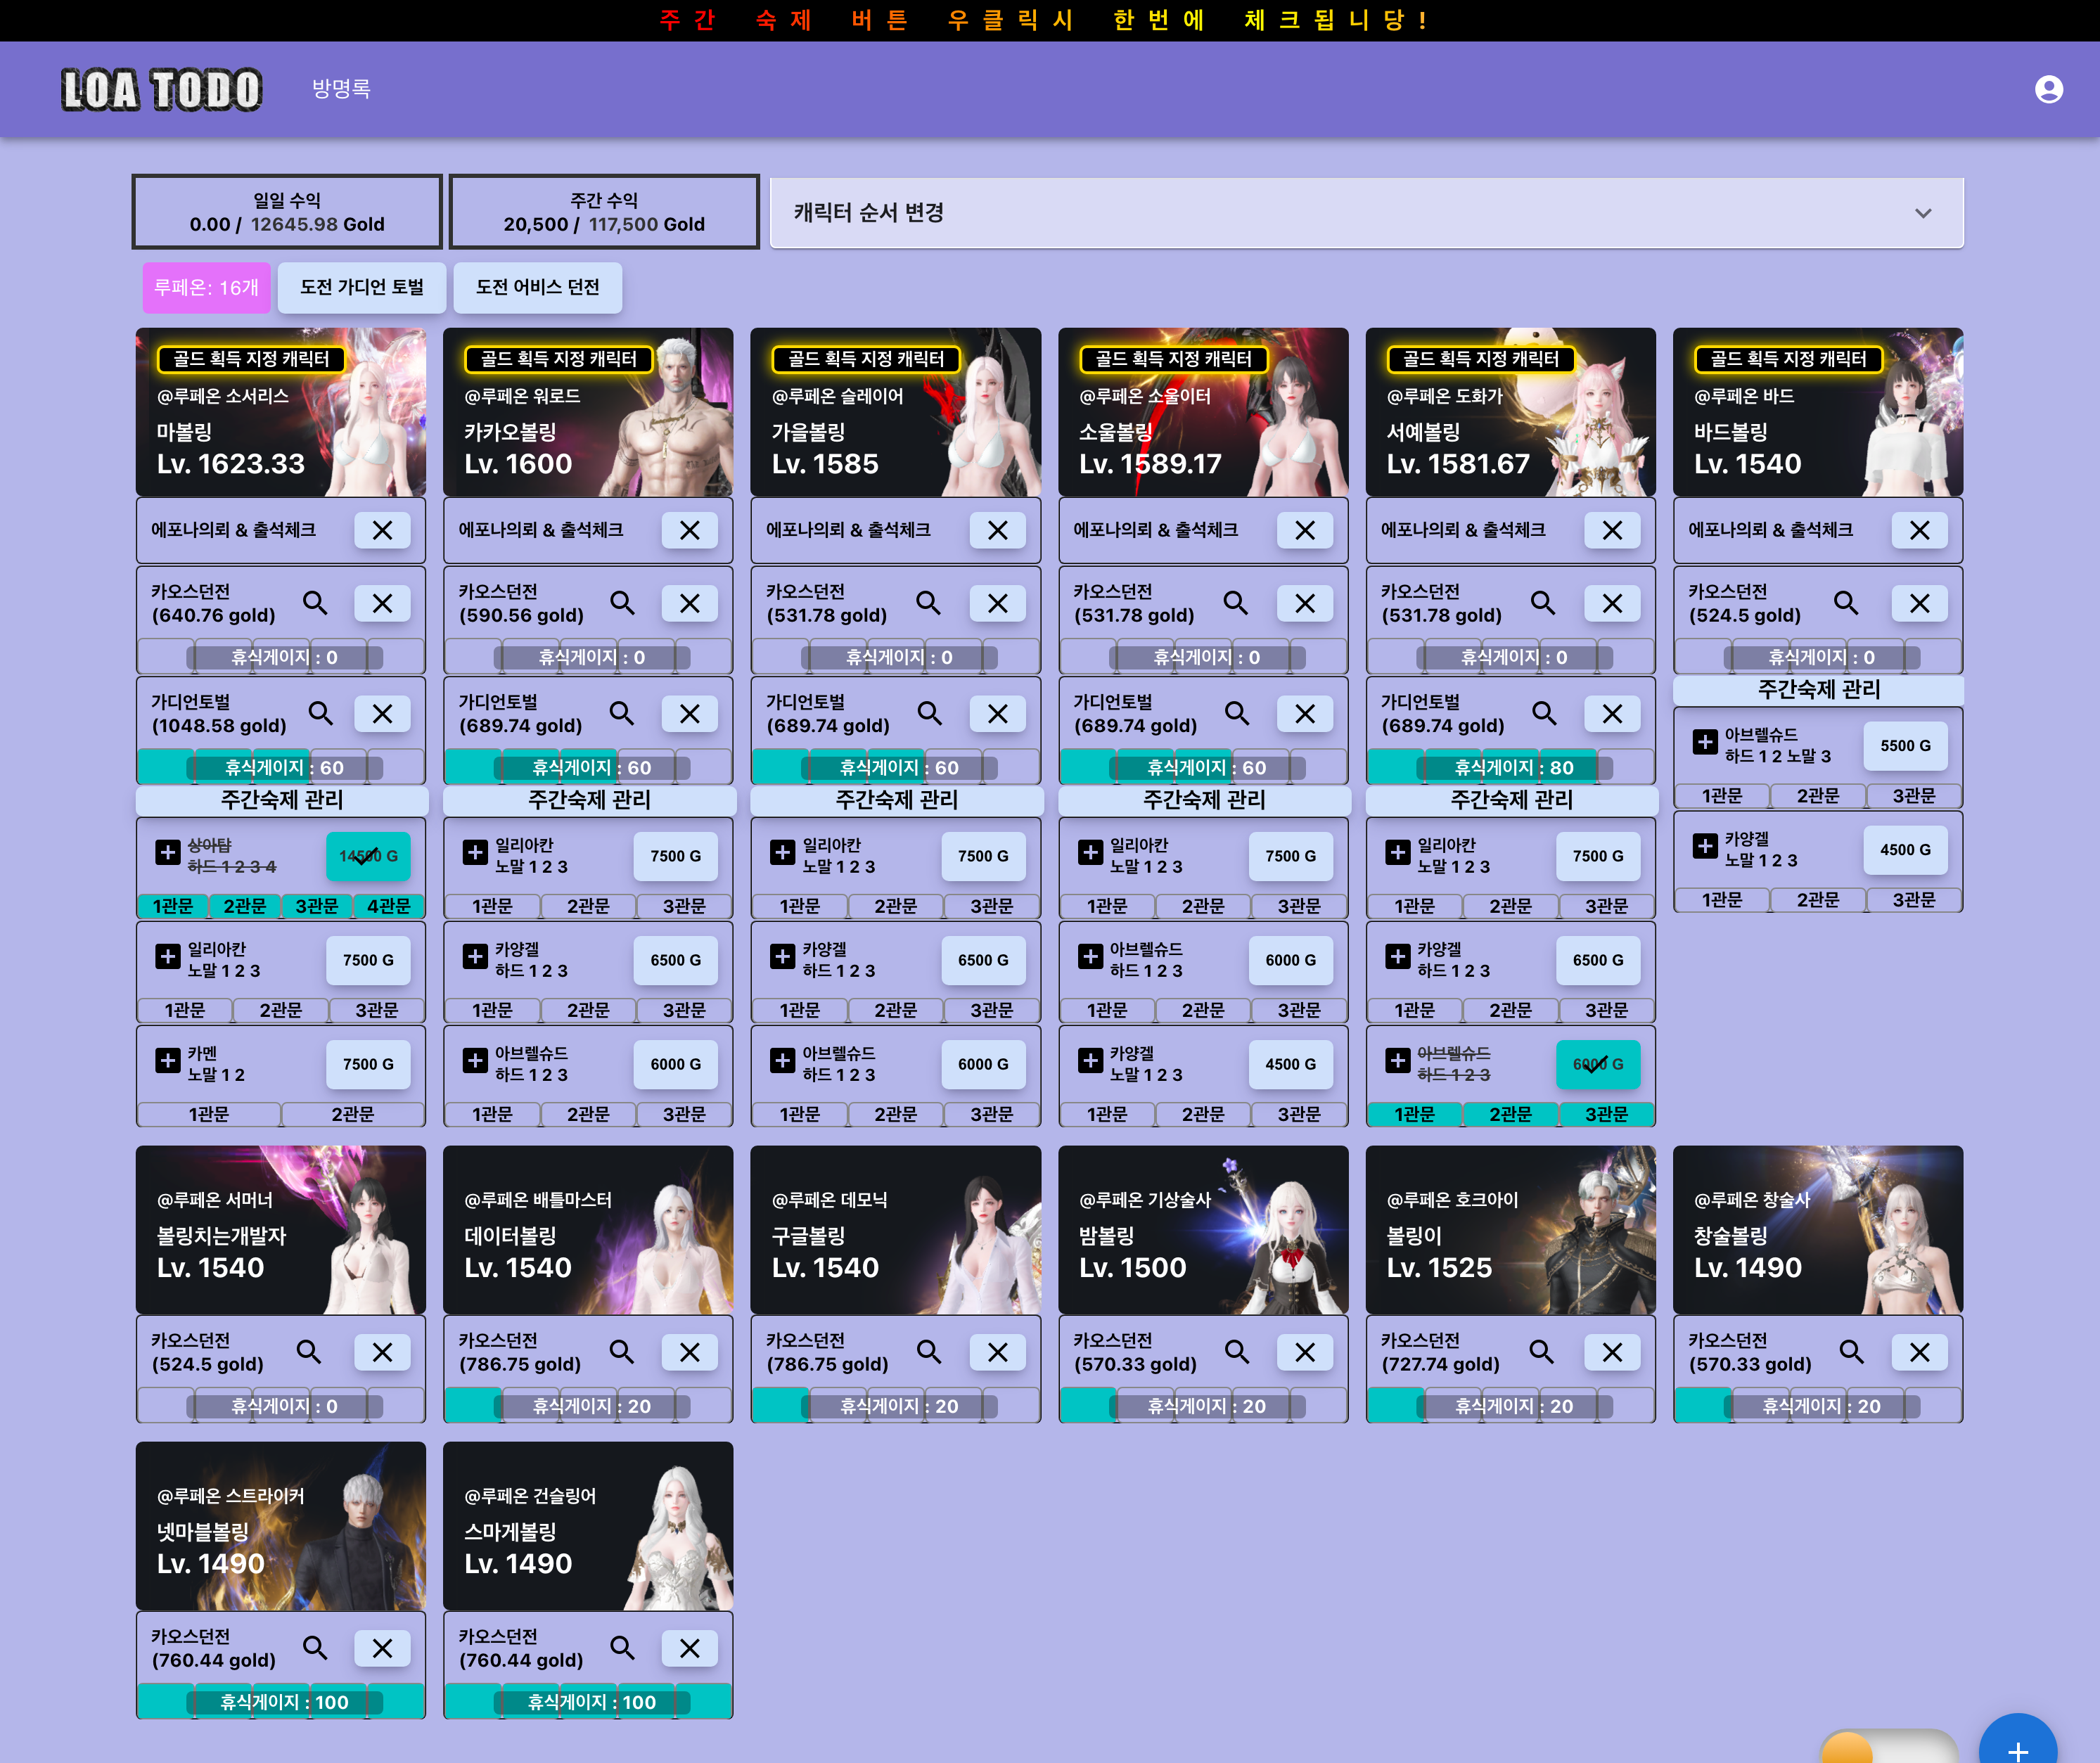 주간 숙제 버튼 우클릭시 한번에 체크됩니당!
LOA TODO
방명록
일일 수익
0.00 / 12645.98 Gold
주간 수익
20,500 / 117,500 Gold
캐릭터 순서 변경
루페온: 16개
도전 가디언 토벌
도전 어비스 던전
골드 획득 지정 캐릭터
@루페온 소서리스
마볼링
Lv. 1623.33
에포나의뢰 & 출석체크
카오스던전
(640.76 gold)
휴식게이지 : 0
가디언토벌
(1048.58 gold)
휴식게이지 : 60
주간숙제 관리
상아탑
하드 1 2 3 4
14500 G
1관문 2관문 3관문 4관문
일리아칸
노말 1 2 3
7500 G
1관문 2관문 3관문
카멘
노말 1 2
7500 G
1관문 2관문
골드 획득 지정 캐릭터
@루페온 워로드
카카오볼링
Lv. 1600
에포나의뢰 & 출석체크
카오스던전
(590.56 gold)
휴식게이지 : 0
가디언토벌
(689.74 gold)
휴식게이지 : 60
주간숙제 관리
일리아칸
노말 1 2 3
7500 G
1관문 2관문 3관문
카양겔
하드 1 2 3
6500 G
1관문 2관문 3관문
아브렐슈드
하드 1 2 3
6000 G
1관문 2관문 3관문
골드 획득 지정 캐릭터
@루페온 슬레이어
가을볼링
Lv. 1585
에포나의뢰 & 출석체크
카오스던전
(531.78 gold)
휴식게이지 : 0
가디언토벌
(689.74 gold)
휴식게이지 : 60
주간숙제 관리
일리아칸
노말 1 2 3
7500 G
1관문 2관문 3관문
카양겔
하드 1 2 3
6500 G
1관문 2관문 3관문
아브렐슈드
하드 1 2 3
6000 G
1관문 2관문 3관문
골드 획득 지정 캐릭터
@루페온 소울이터
소울볼링
Lv. 1589.17
에포나의뢰 & 출석체크
카오스던전
(531.78 gold)
휴식게이지 : 0
가디언토벌
(689.74 gold)
휴식게이지 : 60
주간숙제 관리
일리아칸
노말 1 2 3
7500 G
1관문 2관문 3관문
아브렐슈드
하드 1 2 3
6000 G
1관문 2관문 3관문
카양겔
노말 1 2 3
4500 G
1관문 2관문 3관문
골드 획득 지정 캐릭터
@루페온 도화가
서예볼링
Lv. 1581.67
에포나의뢰 & 출석체크
카오스던전
(531.78 gold)
휴식게이지 : 0
가디언토벌
(689.74 gold)
휴식게이지 : 80
주간숙제 관리
일리아칸
노말 1 2 3
7500 G
1관문 2관문 3관문
카양겔
하드 1 2 3
6500 G
1관문 2관문 3관문
아브렐슈드
하드 1 2 3
6000 G
1관문 2관문 3관문
골드 획득 지정 캐릭터
@루페온 바드
바드볼링
Lv. 1540
에포나의뢰 & 출석체크
카오스던전
(524.5 gold)
휴식게이지 : 0
주간숙제 관리
아브렐슈드
하드 1 2 노말 3
5500 G
1관문 2관문 3관문
카양겔
노말 1 2 3
4500 G
1관문 2관문 3관문
@루페온 서머너
볼링치는개발자
Lv. 1540
카오스던전
(524.5 gold)
휴식게이지 : 0
@루페온 배틀마스터
데이터볼링
Lv. 1540
카오스던전
(786.75 gold)
휴식게이지 : 20
@루페온 데모닉
구글볼링
Lv. 1540
카오스던전
(786.75 gold)
휴식게이지 : 20
@루페온 기상술사
밤볼링
Lv. 1500
카오스던전
(570.33 gold)
휴식게이지 : 20
@루페온 호크아이
볼링이
Lv. 1525
카오스던전
(727.74 gold)
휴식게이지 : 20
@루페온 창술사
창술볼링
Lv. 1490
카오스던전
(570.33 gold)
휴식게이지 : 20
@루페온 스트라이커
넷마블볼링
Lv. 1490
카오스던전
(760.44 gold)
휴식게이지 : 100
@루페온 건슬링어
스마게볼링
Lv. 1490
카오스던전
(760.44 gold)
휴식게이지 : 100